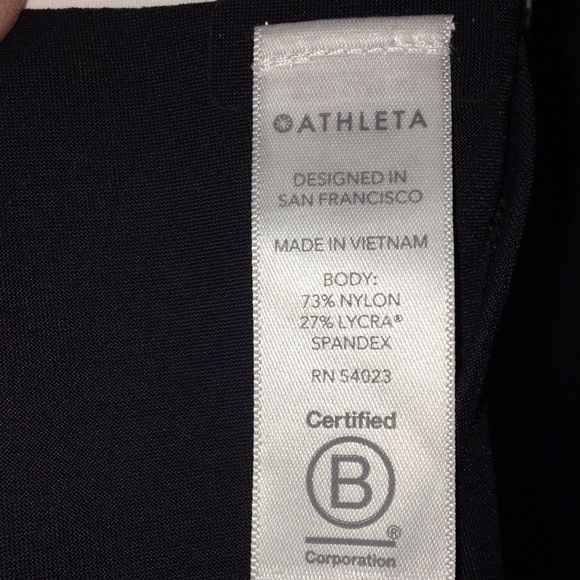 ATHLETA
DESIGNED IN
SAN FRANCISCO
MADE IN VIETNAM
BODY:
73% NYLON
27% LYCRA®
SPANDEX
RN 54023
Certified
B
®
Corporation